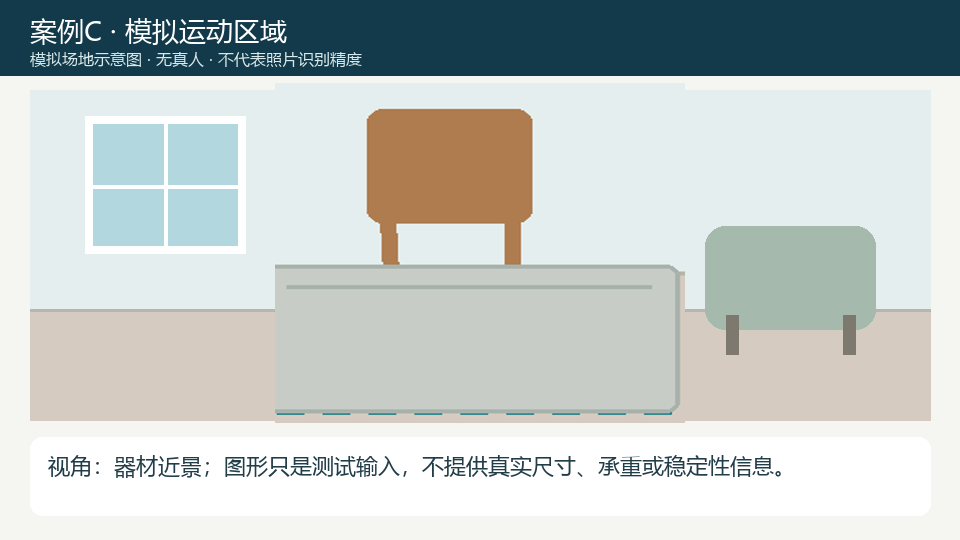 案例C · 模拟运动区域
模拟场地示意图 · 无真人 · 不代表照片识别精度
视角：器材近景；图形只是测试输入，不提供真实尺寸、承重或稳定性信息。